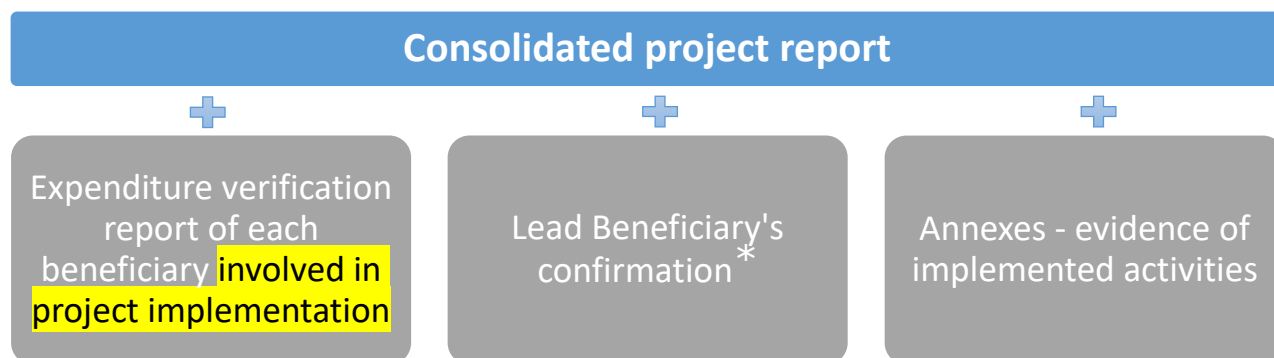 Consolidated project report
Expenditure verification
report of each
beneficiary involved in
project implementation
Lead Beneficiary's
confirmation*
Annexes - evidence of
implemented activities